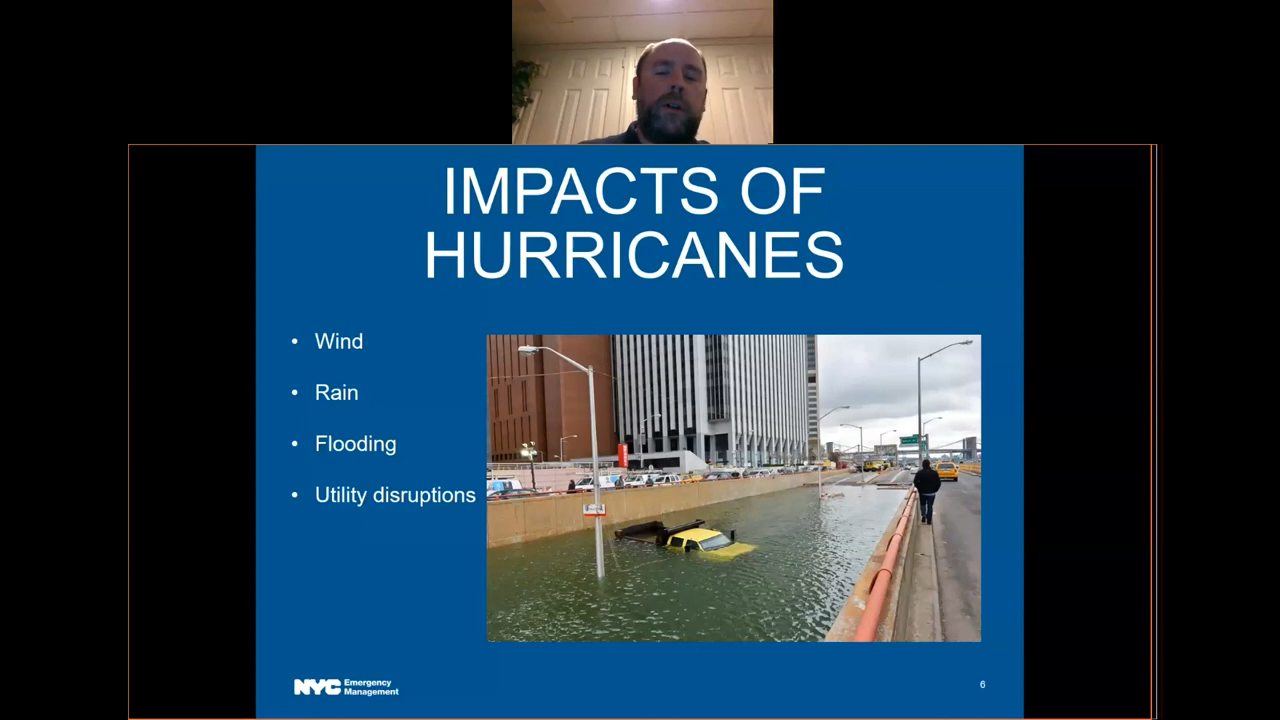 IMPACTS OF
HURRICANES
• Wind
• Rain
• Flooding
• Utility disruptions
NYC Emergency
Management
6